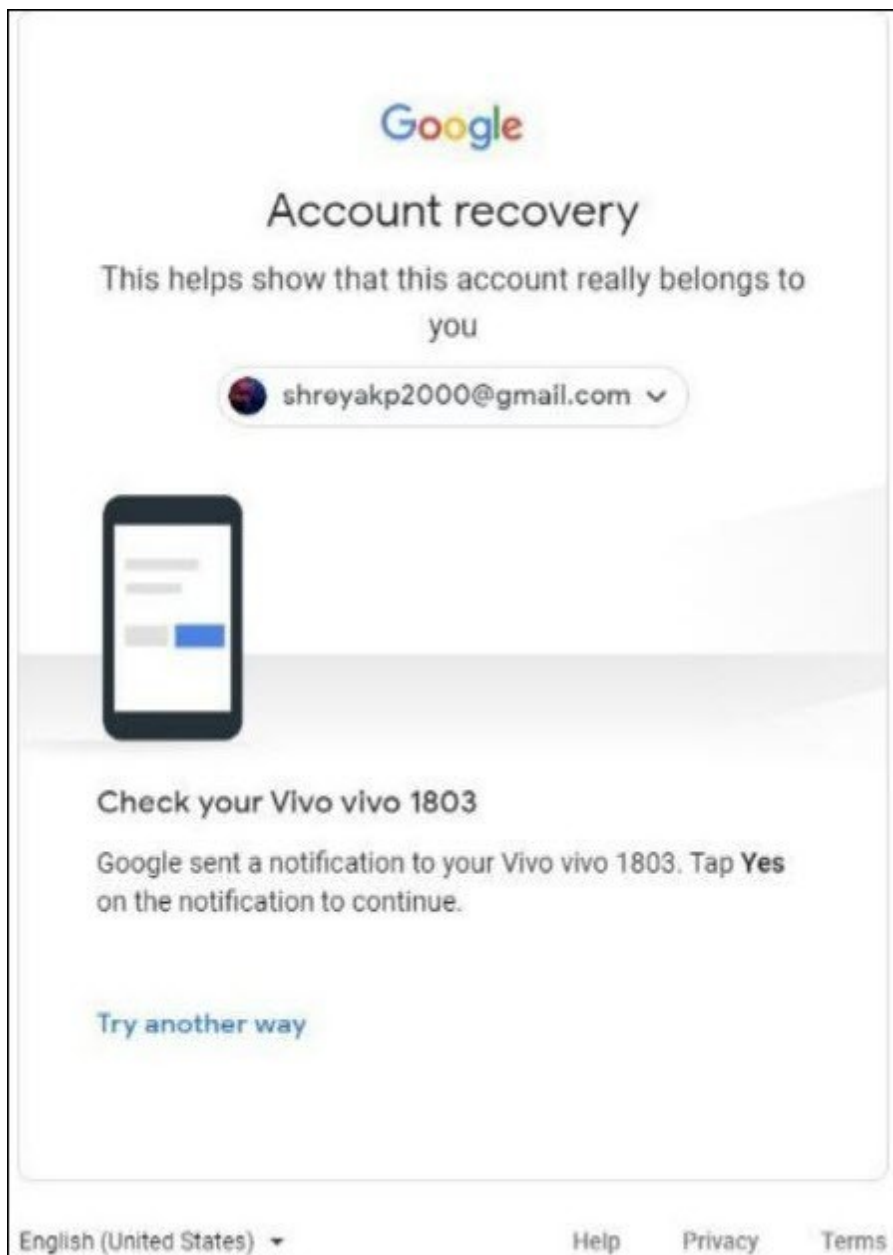 Google
Account recovery
This helps show that this account really belongs to
you
shreyakp2000@gmail.com
Check your Vivo vivo 1803
Google sent a notification to your Vivo vivo 1803. Tap Yes
on the notification to continue.
Try another way
English (United States) Help Privacy Terms